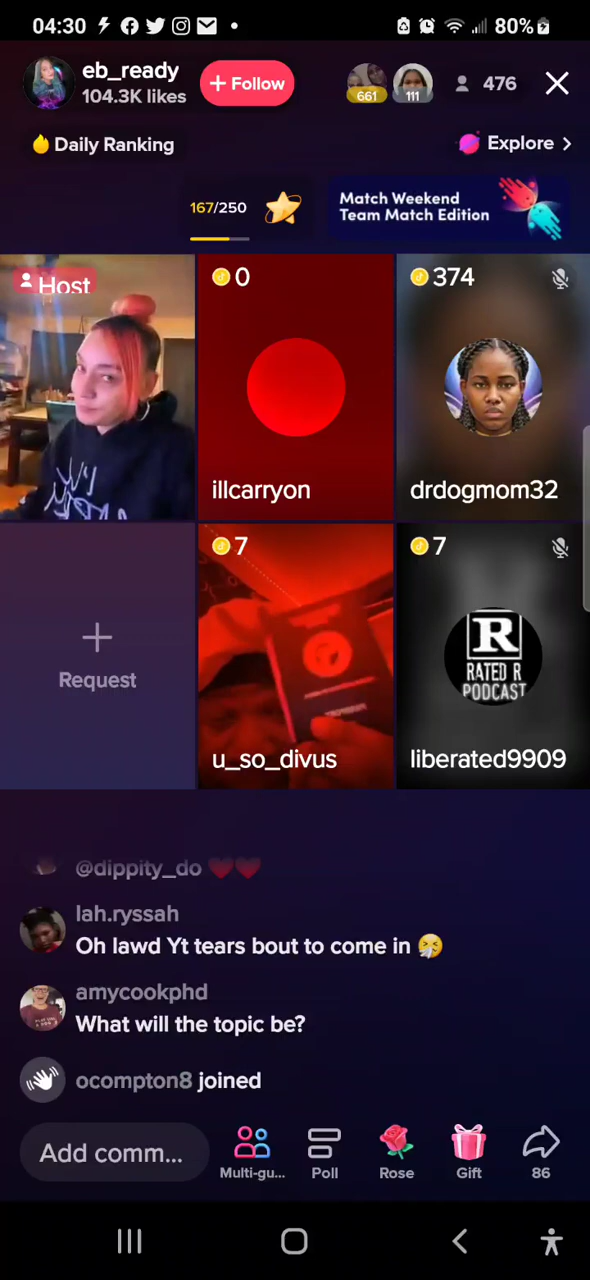 04:30
80%
eb_ready
104.3K likes
+ Follow
661
111
476
Daily Ranking
Explore >
167/250
Match Weekend
Team Match Edition
Host
0
374
illcarryon
drdogmom32
7
7
R
RATED R
PODCAST
Request
u_so_divus
liberated9909
@dippity_do ❤️❤️
lah.ryssah
Oh lawd Yt tears bout to come in 🤧
amycookphd
What will the topic be?
ocompton8 joined
Add comm...
Multi-gu...
Poll
Rose
Gift
86